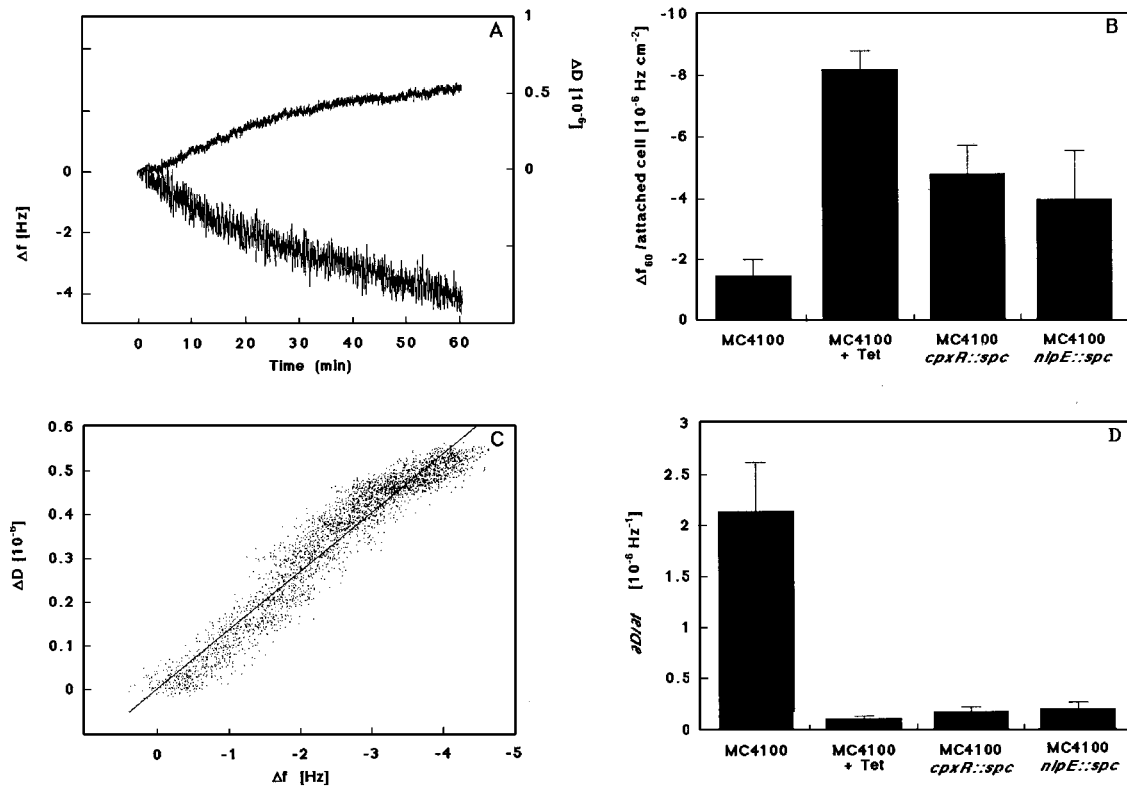 A
1
0.5
0
ΔD [10⁻⁶]
0
-2
-4
Δf [Hz]
0 10 20 30 40 50 60
Time (min)
B
-10
-8
-6
-4
-2
0
Δf₆₀ /attached cell [10⁻⁶ Hz cm⁻²]
MC4100
MC4100
+ Tet
MC4100
cpxR::spc
MC4100
nlpE::spc
C
0.6
0.5
0.4
0.3
0.2
0.1
0
ΔD [10⁻⁶]
0 -1 -2 -3 -4 -5
Δf [Hz]
D
3
2.5
2
1.5
1
0.5
0
∂D/∂f [10⁻⁶ Hz⁻¹]
MC4100
MC4100
+ Tet
MC4100
cpxR::spc
MC4100
nlpE::spc